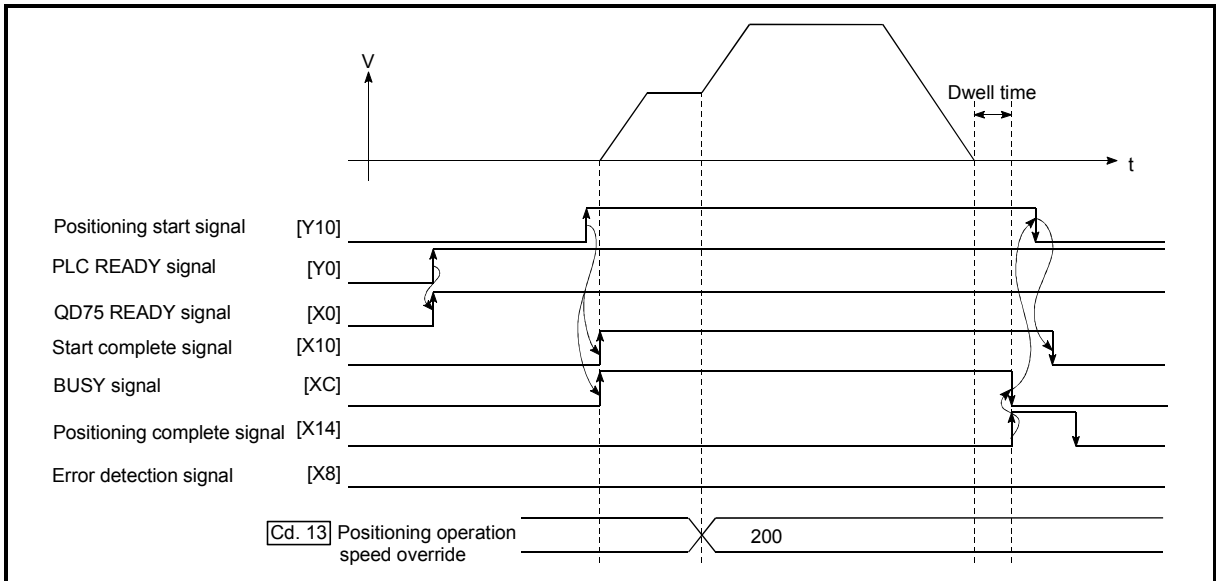 V
Dwell time
t
Positioning start signal [Y10]
PLC READY signal [Y0]
QD75 READY signal [X0]
Start complete signal [X10]
BUSY signal [XC]
Positioning complete signal [X14]
Error detection signal [X8]
Cd. 13 Positioning operation
speed override
200